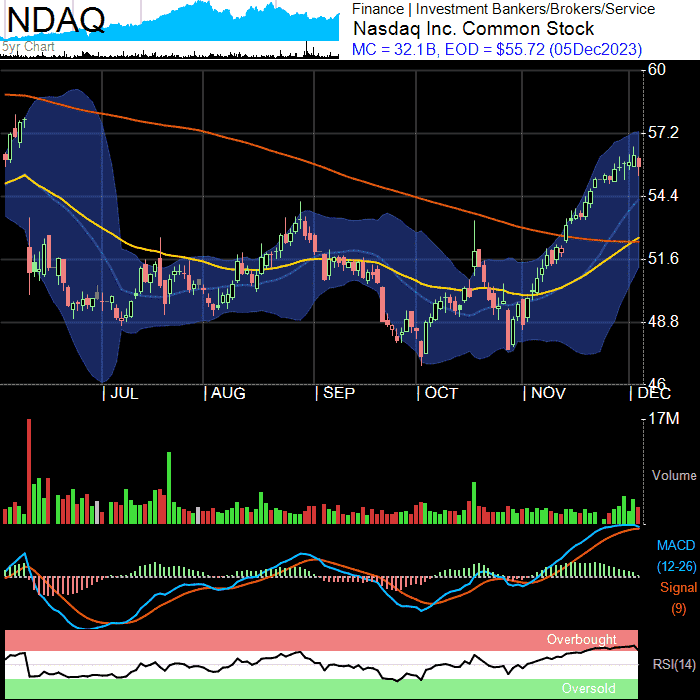 NDAQ
5yr Chart
Finance | Investment Bankers/Brokers/Service
Nasdaq Inc. Common Stock
MC = 32.1B, EOD = $55.72 (05Dec2023)
60
57.2
54.4
51.6
48.8
46
| JUL | AUG | SEP | OCT | NOV | DEC
17M
Volume
MACD
(12-26)
Signal
(9)
Overbought
RSI(14)
Oversold